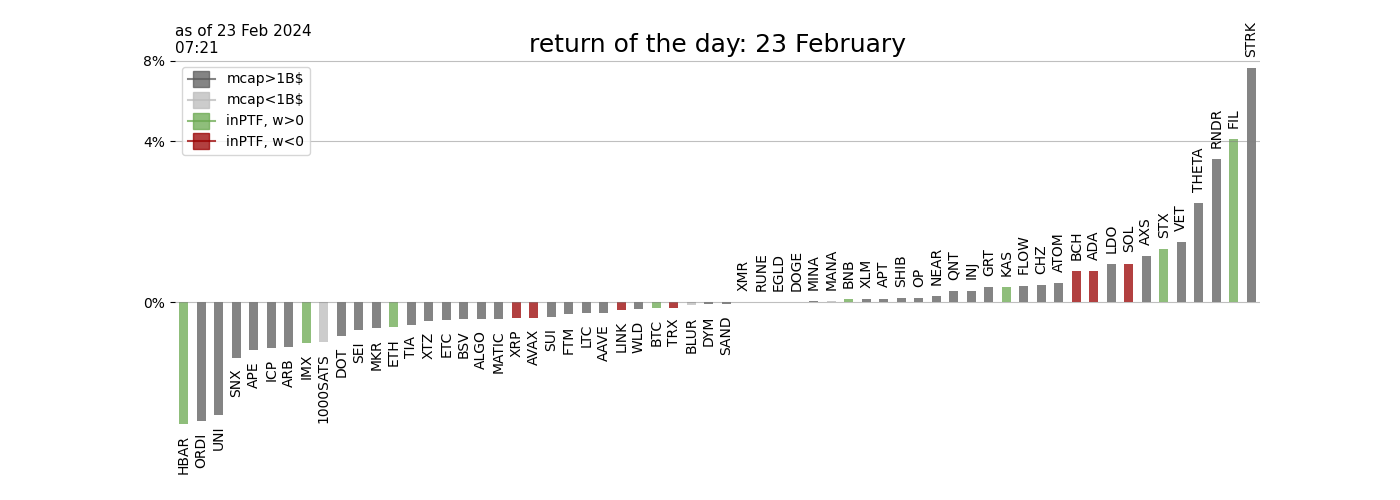 as of 23 Feb 2024
07:21
return of the day: 23 February
8%
4%
0%
mcap>1B$
mcap<1B$
inPTF, w>0
inPTF, w<0
HBAR
ORDI
UNI
SNX
APE
ICP
ARB
IMX
1000SATS
DOT
SEI
MKR
ETH
TIA
XTZ
ETC
BSV
ALGO
MATIC
XRP
AVAX
SUI
FTM
LTC
AAVE
LINK
WLD
BTC
TRX
BLUR
DYM
SAND
XMR
RUNE
EGLD
DOGE
MINA
MANA
BNB
XLM
APT
SHIB
OP
NEAR
QNT
INJ
GRT
KAS
FLOW
CHZ
ATOM
BCH
ADA
LDO
SOL
AXS
STX
VET
THETA
RNDR
FIL
STRK